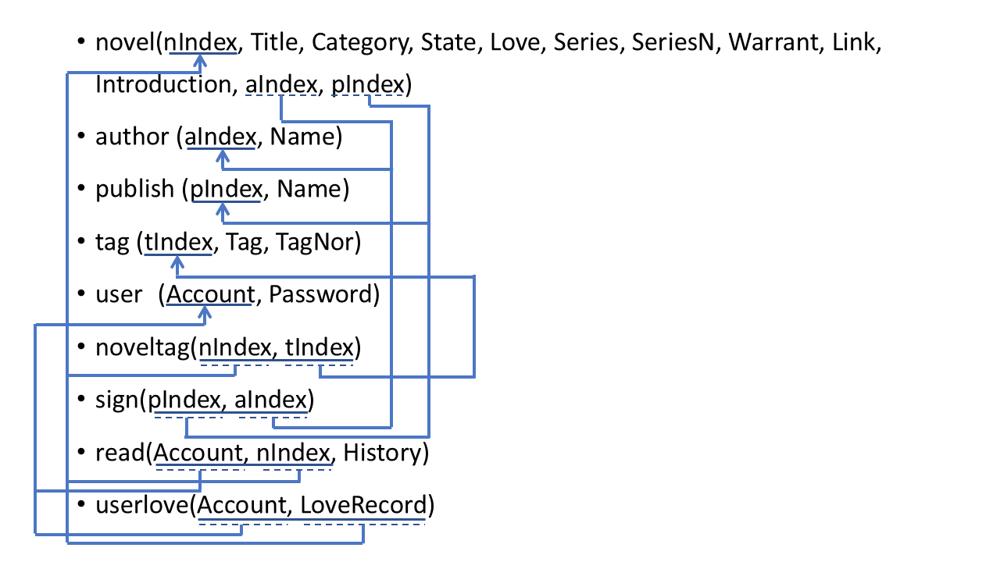 • novel(nIndex, Title, Category, State, Love, Series, SeriesN, Warrant, Link,
Introduction, aIndex, pIndex)
• author (aIndex, Name)
• publish (pIndex, Name)
• tag (tIndex, Tag, TagNor)
• user (Account, Password)
• noveltag(nIndex, tIndex)
• sign(pIndex, aIndex)
• read(Account, nIndex, History)
• userlove(Account, LoveRecord)